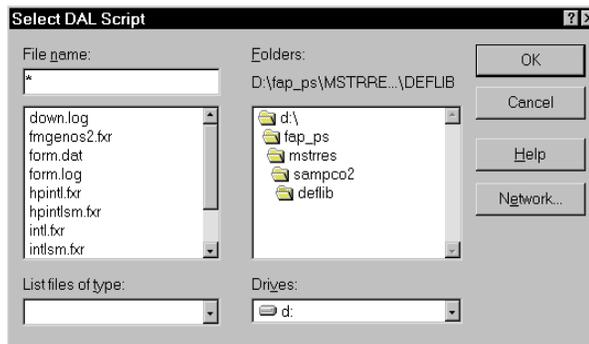 Select DAL Script
File name:
*
down.log
fmgenos2.fxr
form.dat
form.log
hpintl.fxr
hpintlsm.fxr
intl.fxr
intlsm.fxr
List files of type:
Folders:
D:\fap_ps\MSTRRE...\DEFLIB
d:\
fap_ps
mstrres
sampco2
deflib
Drives:
d:
OK
Cancel
Help
Network...